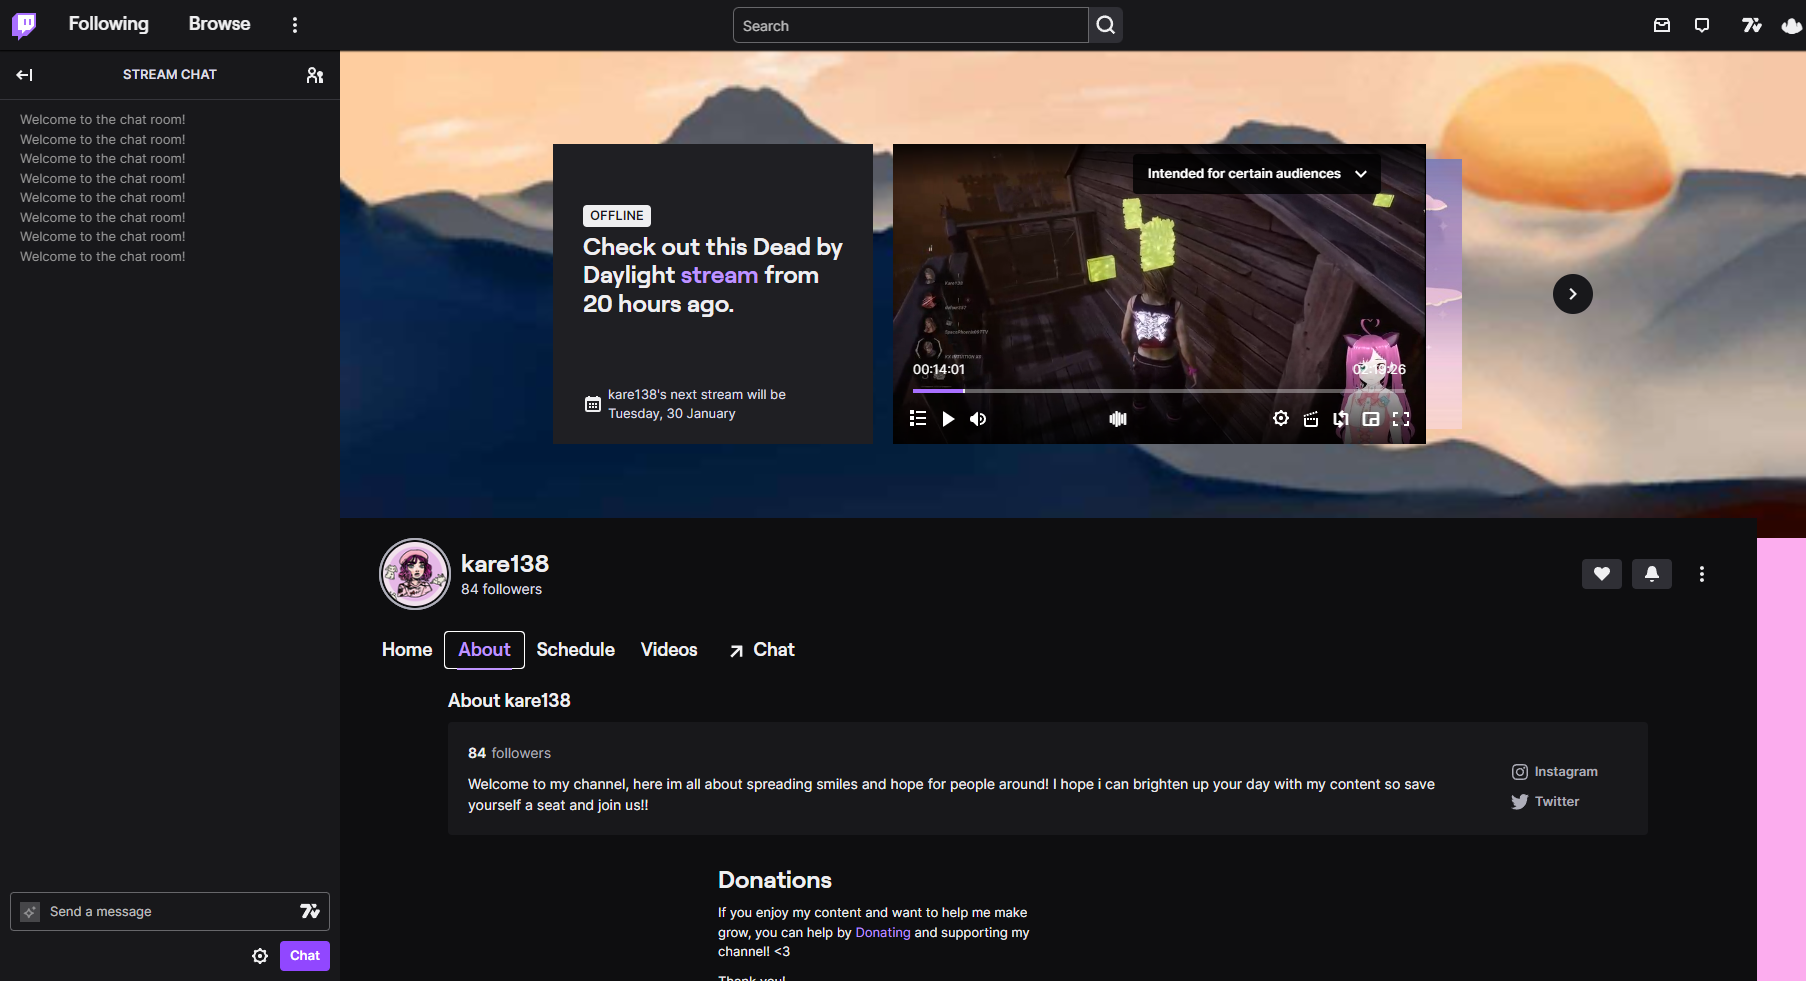 Following
Browse
Search
STREAM CHAT
Welcome to the chat room!
Welcome to the chat room!
Welcome to the chat room!
Welcome to the chat room!
Welcome to the chat room!
Welcome to the chat room!
Welcome to the chat room!
Welcome to the chat room!
Send a message
Chat
OFFLINE
Check out this Dead by
Daylight stream from
20 hours ago.
kare138's next stream will be
Tuesday, 30 January
Intended for certain audiences
00:14:01
02:19:26
kare138
84 followers
Home
About
Schedule
Videos
Chat
About kare138
84 followers
Welcome to my channel, here im all about spreading smiles and hope for people around! I hope i can brighten up your day with my content so save
yourself a seat and join us!!
Instagram
Twitter
Donations
If you enjoy my content and want to help me make
grow, you can help by Donating and supporting my
channel! <3
Thank you!